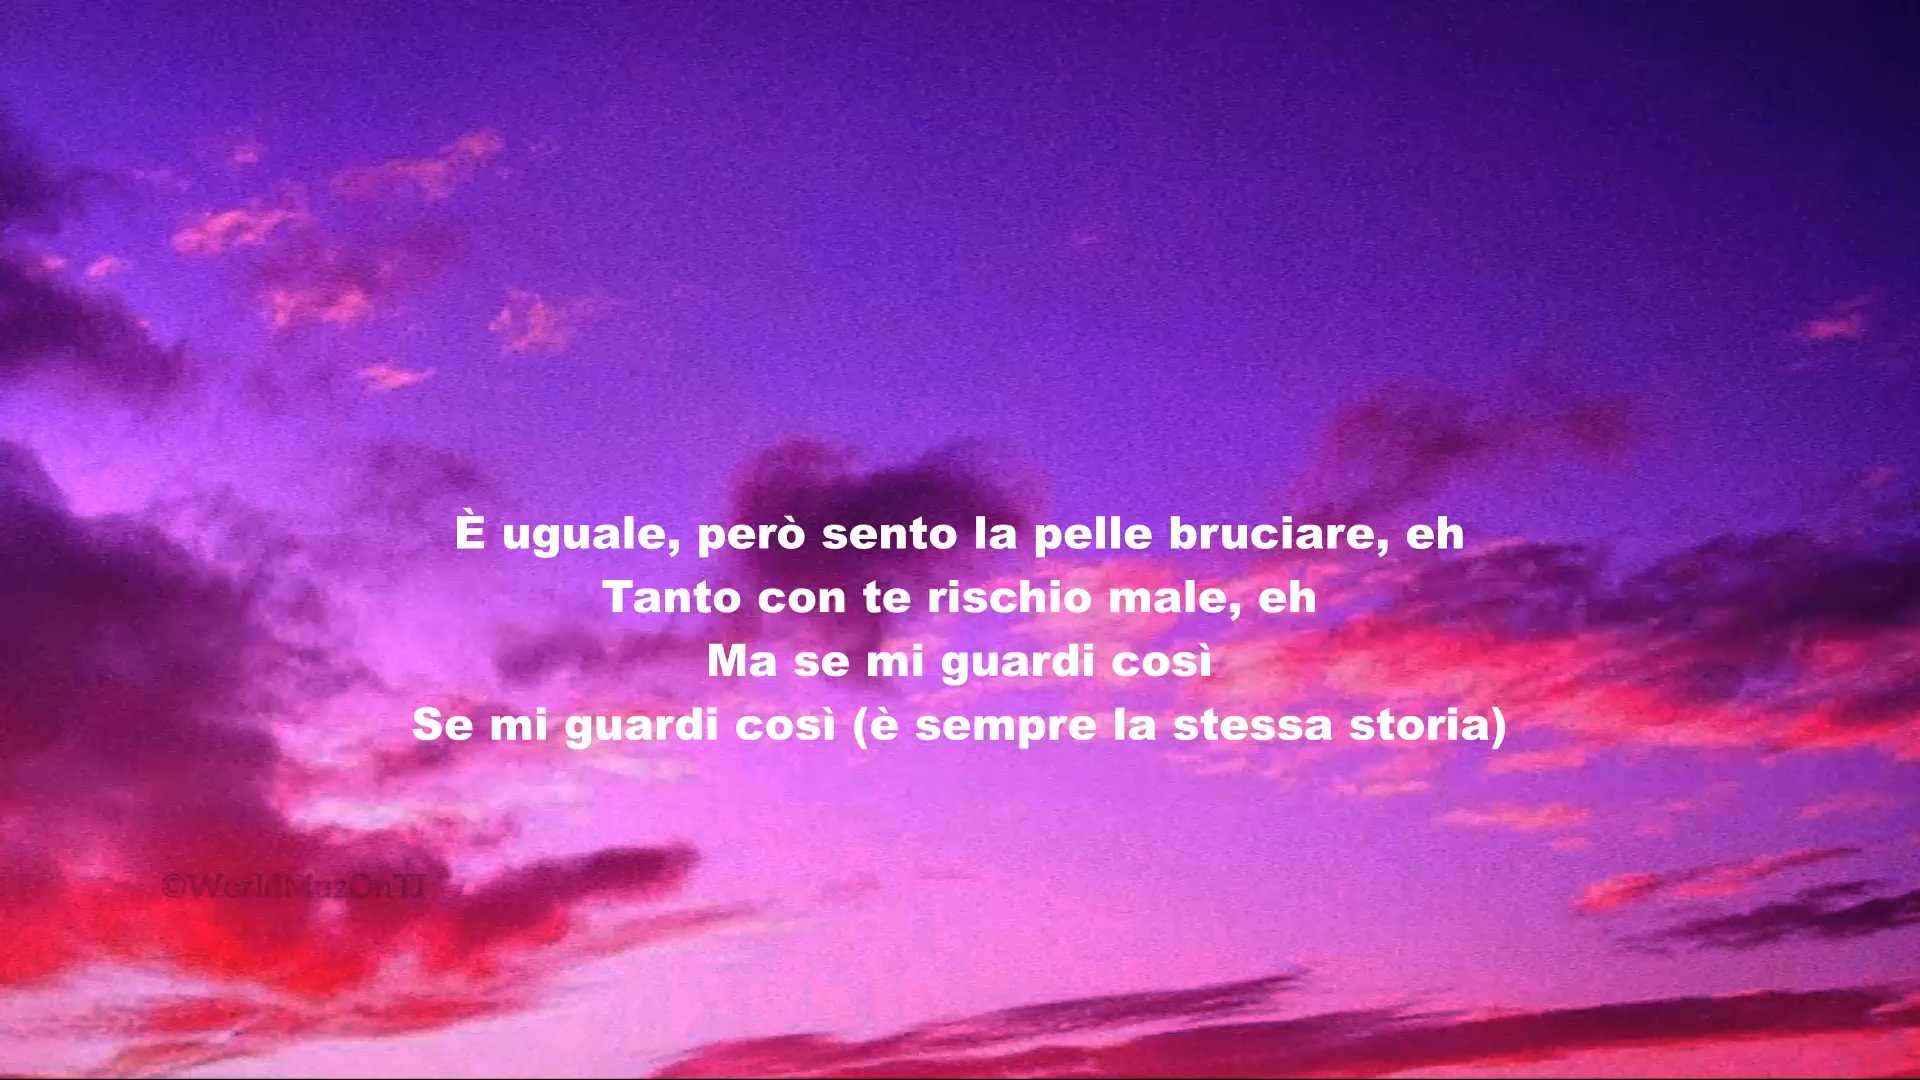 È uguale, però sento la pelle bruciare, eh
Tanto con te rischio male, eh
Ma se mi guardi così
Se mi guardi così (è sempre la stessa storia)
©WorldMuzOnTJ